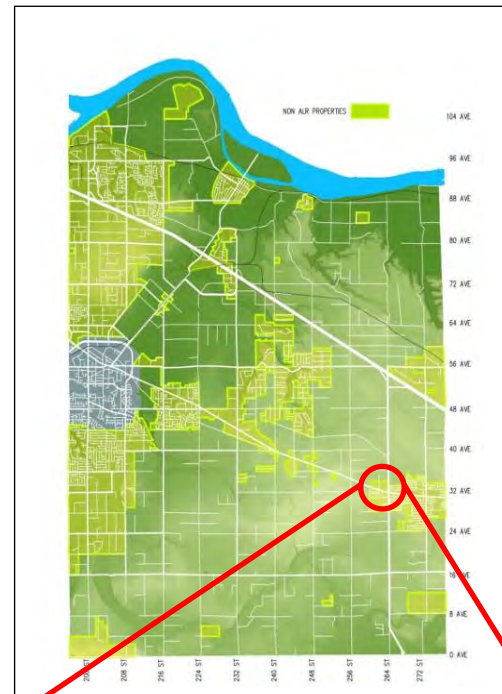 NON ALR PROPERTIES
104 AVE
96 AVE
88 AVE
80 AVE
72 AVE
64 AVE
56 AVE
48 AVE
40 AVE
32 AVE
24 AVE
16 AVE
8 AVE
0 AVE
200 ST
208 ST
216 ST
224 ST
232 ST
240 ST
248 ST
256 ST
264 ST
272 ST